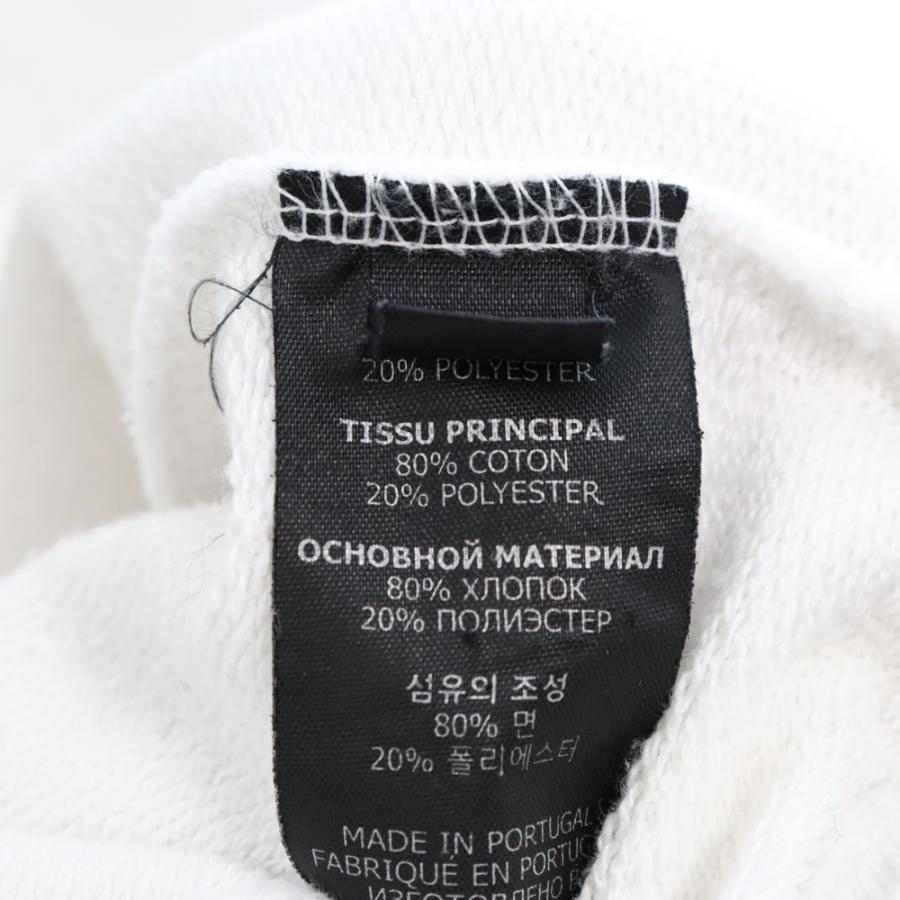 20% POLYESTER
TISSU PRINCIPAL
80% COTON
20% POLYESTER
ОСНОВНОЙ МАТЕРИАЛ
80% ХЛОПОК
20% ПОЛИЭСТЕР
섬유의 조성
80% 면
20% 폴리에스터
MADE IN PORTUGAL
FABRIQUÉ EN
ИЗГОТОВЛЕНО